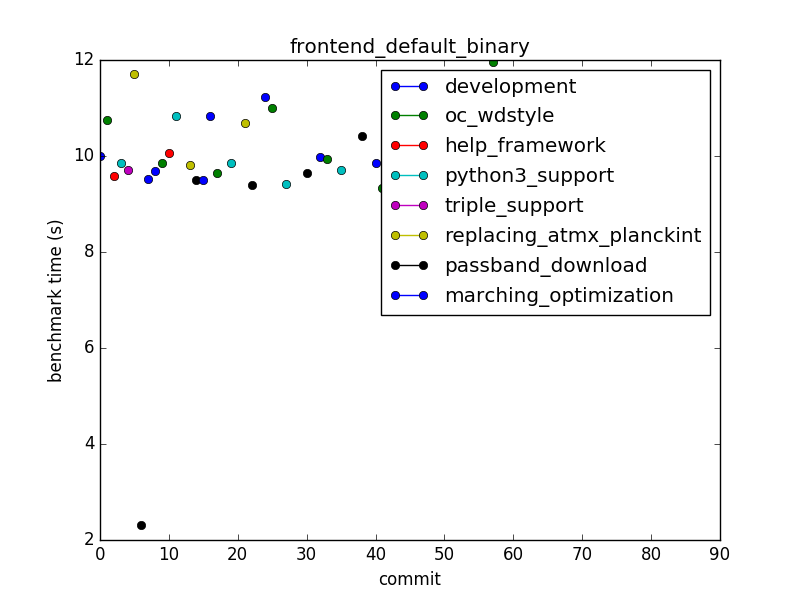 frontend_default_binary
12
10
8
6
4
2
benchmark time (s)
development
oc_wdstyle
help_framework
python3_support
triple_support
replacing_atmx_planckint
passband_download
marching_optimization
0 10 20 30 40 50 60 70 80 90
commit